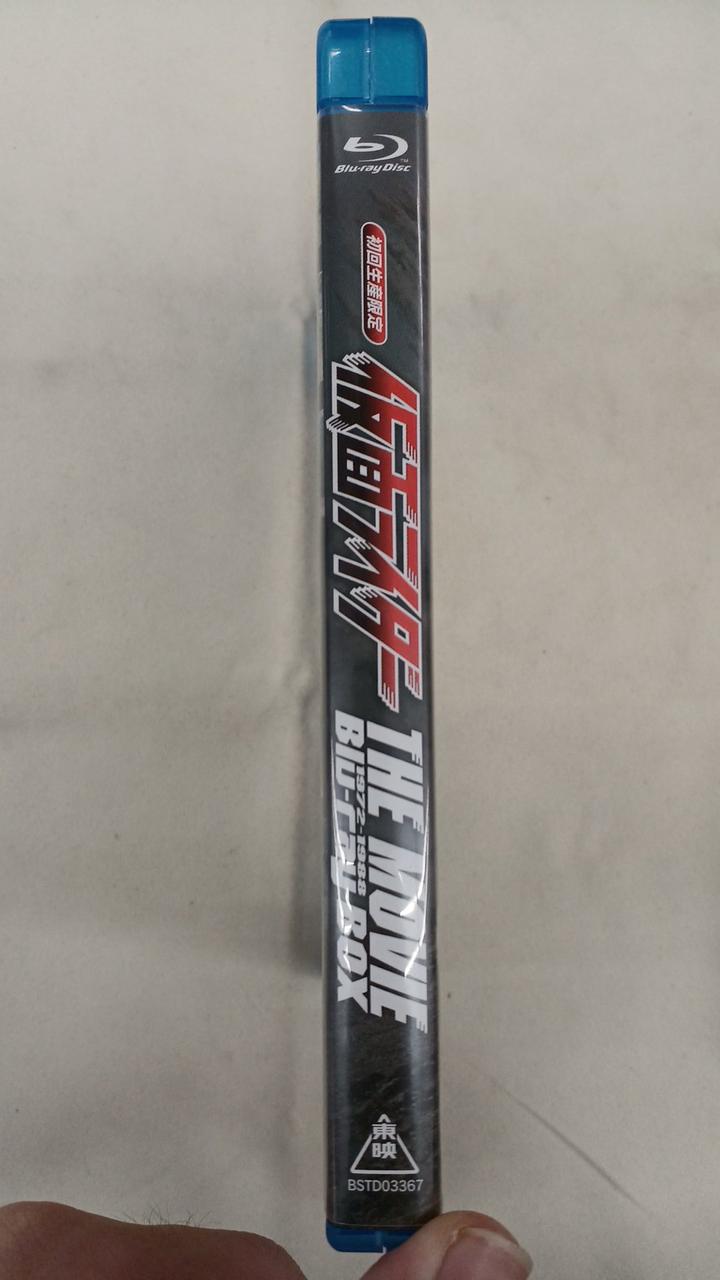 Blu-ray Disc
TM
初回生産限定
仮面ライダー
THE MOVIE
1972-1988
Blu-ray BOX
東映
BSTD03367